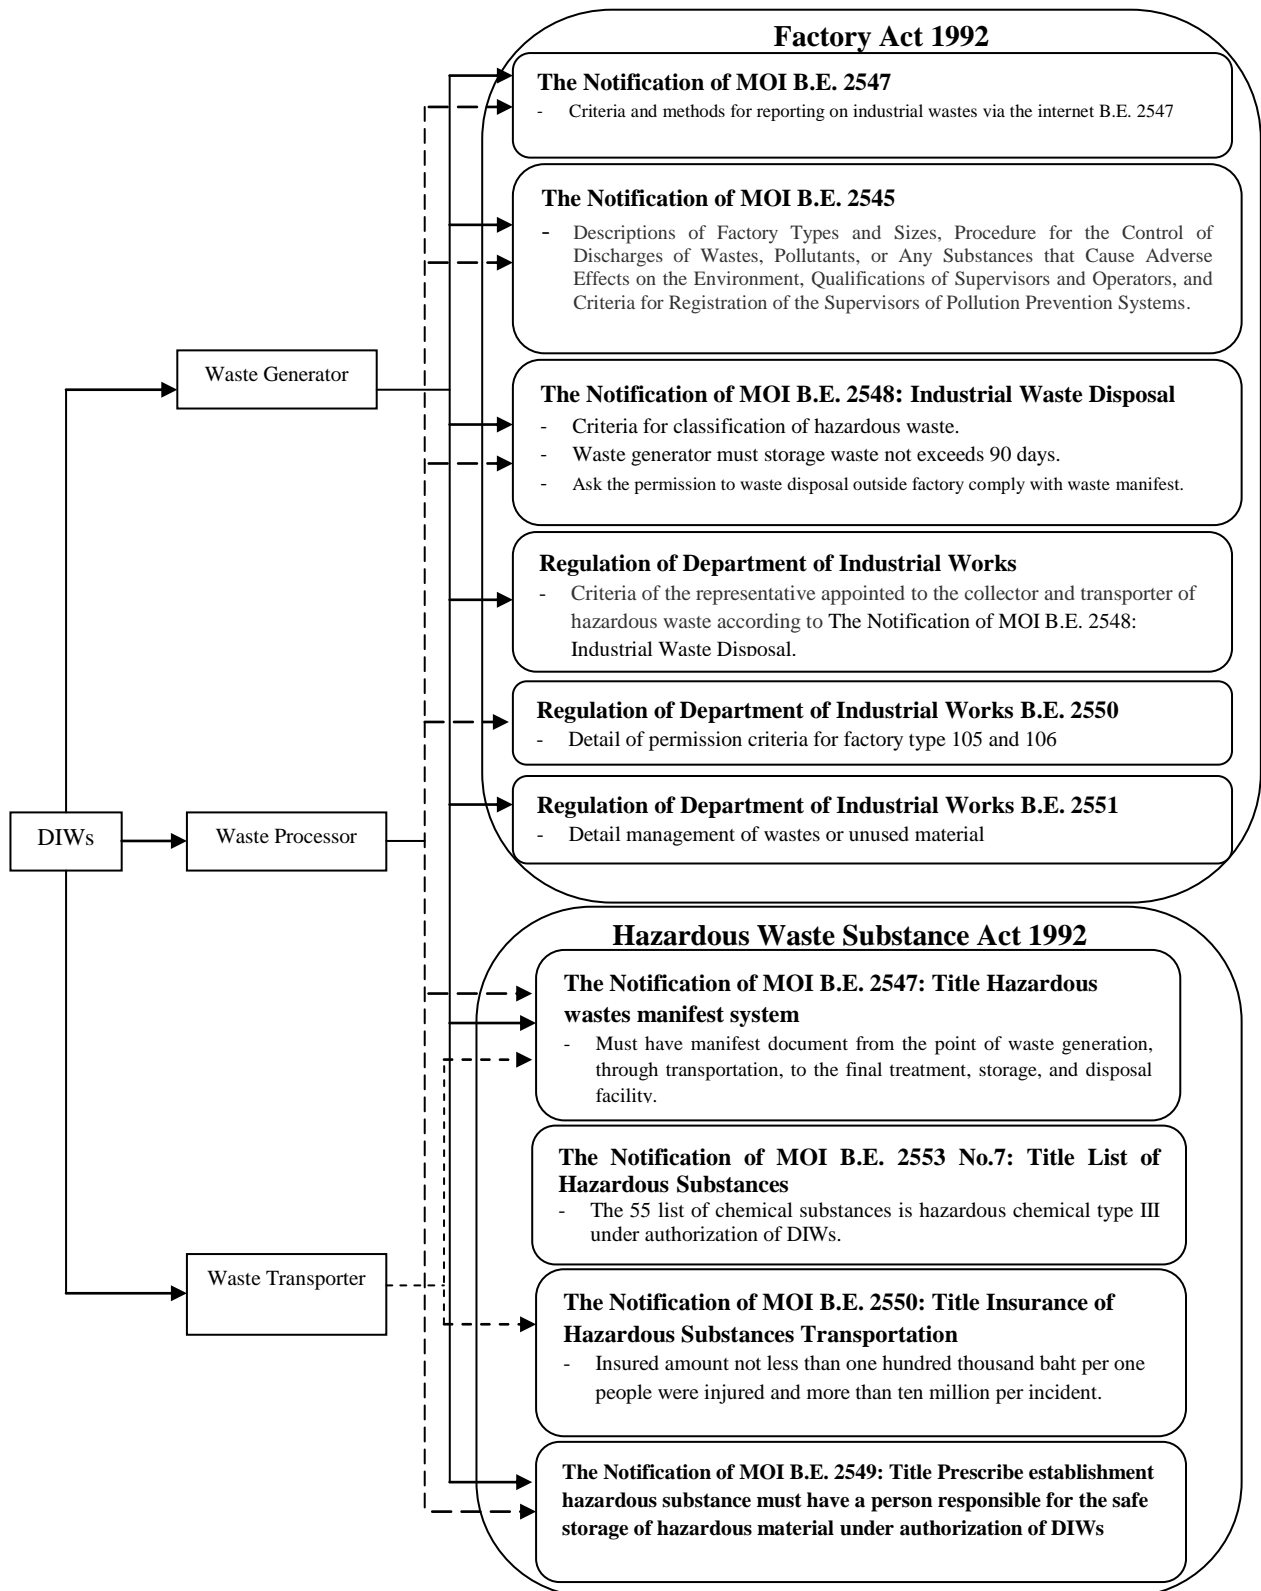 Factory Act 1992
The Notification of MOI B.E. 2547
- Criteria and methods for reporting on industrial wastes via the internet B.E. 2547
The Notification of MOI B.E. 2545
- Descriptions of Factory Types and Sizes, Procedure for the Control of
Discharges of Wastes, Pollutants, or Any Substances that Cause Adverse
Effects on the Environment, Qualifications of Supervisors and Operators, and
Criteria for Registration of the Supervisors of Pollution Prevention Systems.
Waste Generator
The Notification of MOI B.E. 2548: Industrial Waste Disposal
- Criteria for classification of hazardous waste.
- Waste generator must storage waste not exceeds 90 days.
- Ask the permission to waste disposal outside factory comply with waste manifest.
Regulation of Department of Industrial Works
- Criteria of the representative appointed to the collector and transporter of
hazardous waste according to The Notification of MOI B.E. 2548:
Industrial Waste Disposal.
Regulation of Department of Industrial Works B.E. 2550
- Detail of permission criteria for factory type 105 and 106
Regulation of Department of Industrial Works B.E. 2551
- Detail management of wastes or unused material
DIWs
Waste Processor
Hazardous Waste Substance Act 1992
The Notification of MOI B.E. 2547: Title Hazardous
wastes manifest system
- Must have manifest document from the point of waste generation,
through transportation, to the final treatment, storage, and disposal
facility.
The Notification of MOI B.E. 2553 No.7: Title List of
Hazardous Substances
- The 55 list of chemical substances is hazardous chemical type III
under authorization of DIWs.
Waste Transporter
The Notification of MOI B.E. 2550: Title Insurance of
Hazardous Substances Transportation
- Insured amount not less than one hundred thousand baht per one
people were injured and more than ten million per incident.
The Notification of MOI B.E. 2549: Title Prescribe establishment
hazardous substance must have a person responsible for the safe
storage of hazardous material under authorization of DIWs